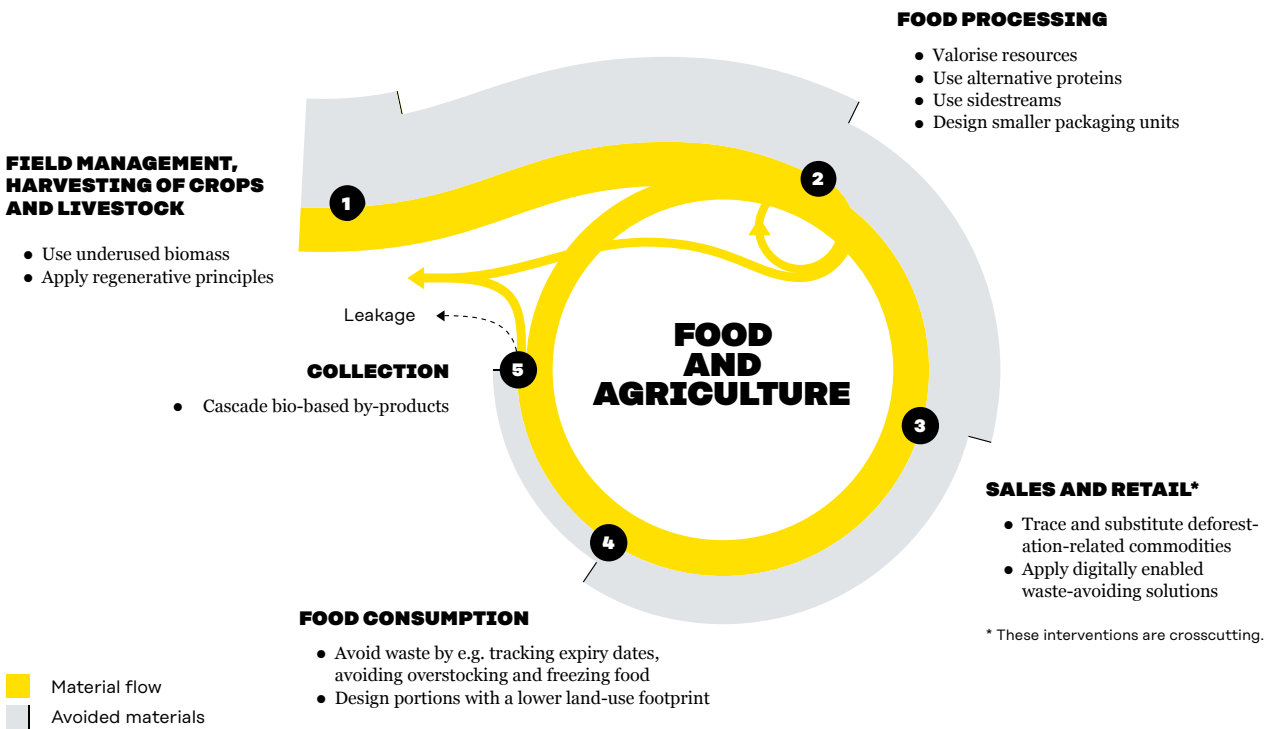 FOOD PROCESSING
● Valorise resources
● Use alternative proteins
● Use sidestreams
● Design smaller packaging units
FIELD MANAGEMENT,
HARVESTING OF CROPS
AND LIVESTOCK
● Use underused biomass
● Apply regenerative principles
1
2
Leakage
COLLECTION
● Cascade bio-based by-products
5
FOOD
AND
AGRICULTURE
3
SALES AND RETAIL*
● Trace and substitute deforest-
ation-related commodities
● Apply digitally enabled
waste-avoiding solutions
* These interventions are crosscutting.
4
FOOD CONSUMPTION
● Avoid waste by e.g. tracking expiry dates,
avoiding overstocking and freezing food
● Design portions with a lower land-use footprint
Material flow
Avoided materials